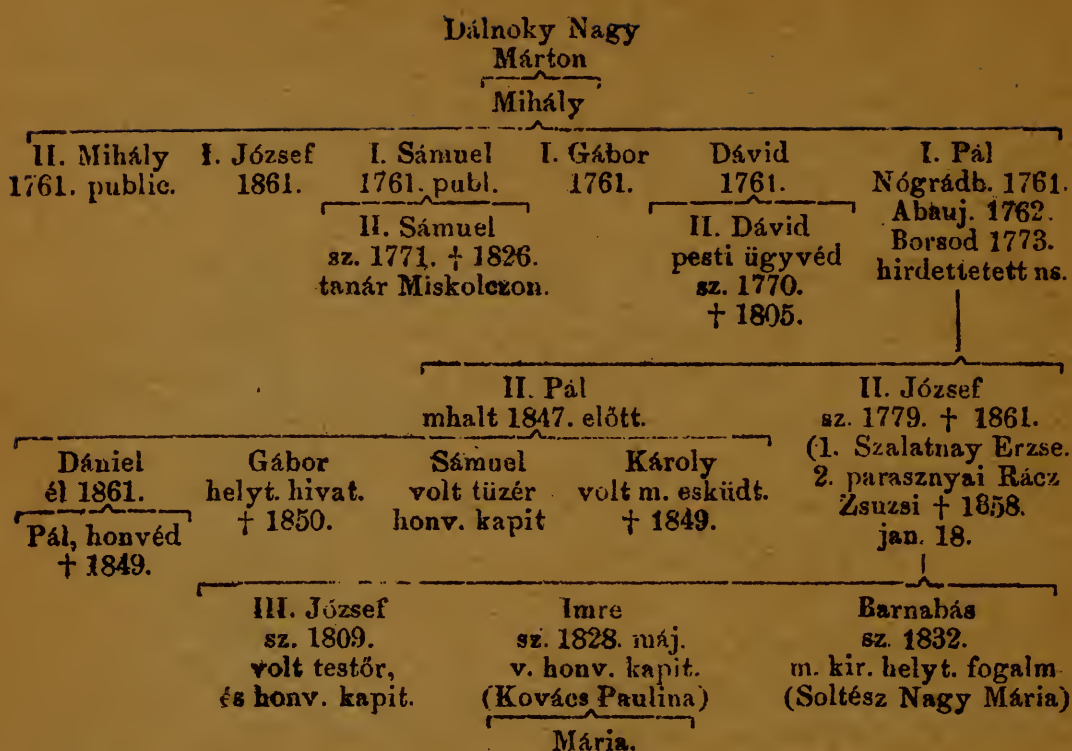 Dálnoky Nagy
Márton
Mihály
II. Mihály I. József I. Sámuel I. Gábor Dávid I. Pál
1761. public. 1861. 1761. publ. 1761. 1761. Nógrádb. 1761.
Abauj. 1762.
II. Sámuel II. Dávid Borsod 1773.
sz. 1771. † 1826. pesti ügyvéd hirdettetett ns.
tanár Miskolczon. sz. 1770.
† 1805.
II. Pál II. József
mhalt 1847. előtt. sz. 1779. † 1861.
(1. Szalatnay Erzse.
Dániel Gábor Sámuel Károly 2. parasznyai Rácz
él 1861. helyt. hivat. volt tüzér volt m. esküdt. Zsuzsi † 1858.
† 1850. honv. kapit † 1849. jan. 18.
Pál, honvéd
† 1849.
III. József Imre Barnabás
sz. 1809. sz. 1828. máj. sz. 1832.
volt testőr, v. honv. kapit. m. kir. helyt. fogalm
és honv. kapit. (Kovács Paulina) (Soltész Nagy Mária)
Mária.